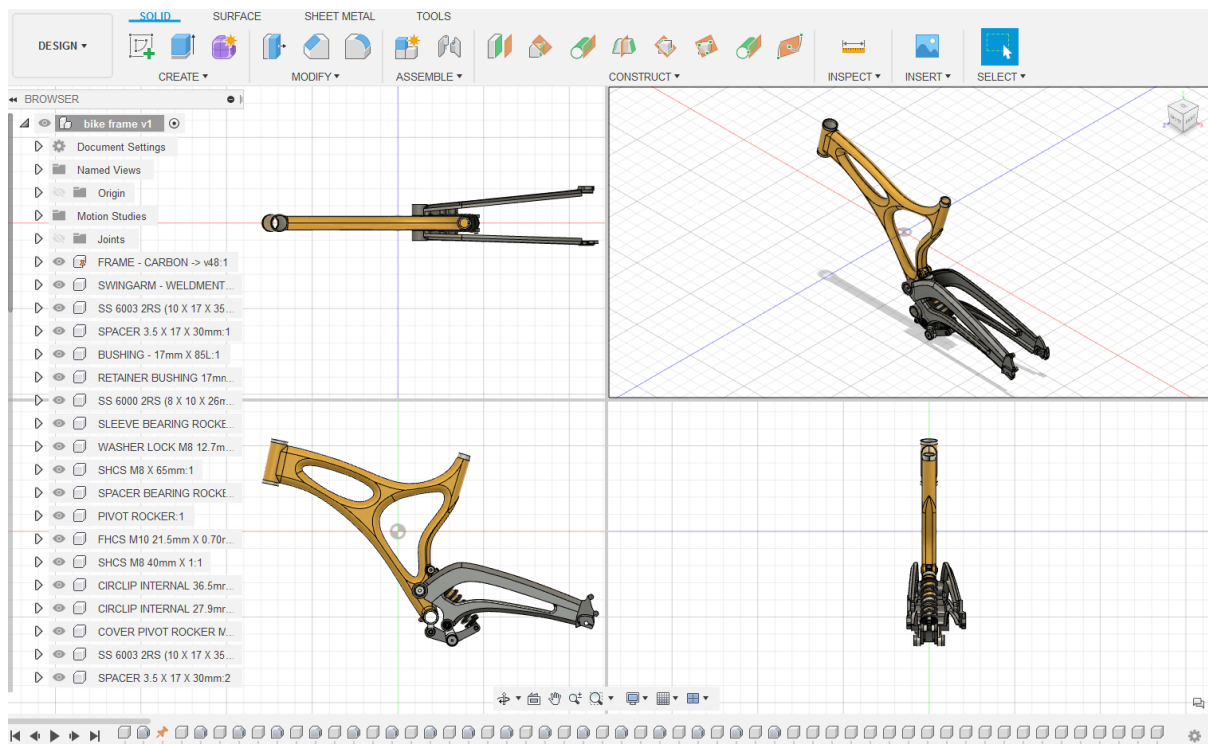 SOLID SURFACE SHEET METAL TOOLS
DESIGN
CREATE MODIFY ASSEMBLE CONSTRUCT INSPECT INSERT SELECT
BROWSER
bike frame v1
Document Settings
Named Views
Origin
Motion Studies
Joints
FRAME - CARBON -> v48:1
SWINGARM - WELDMENT...
SS 6003 2RS (10 X 17 X 35...
SPACER 3.5 X 17 X 30mm:1
BUSHING - 17mm X 85L:1
RETAINER BUSHING 17m...
SS 6000 2RS (8 X 10 X 26m...
SLEEVE BEARING ROCKE...
WASHER LOCK M8 12.7m...
SHCS M8 X 65mm:1
SPACER BEARING ROCKE...
PIVOT ROCKER:1
FHCS M10 21.5mm X 0.70r...
SHCS M8 40mm X 1:1
CIRCLIP INTERNAL 36.5mr...
CIRCLIP INTERNAL 27.9mr...
COVER PIVOT ROCKER M...
SS 6003 2RS (10 X 17 X 35...
SPACER 3.5 X 17 X 30mm:2